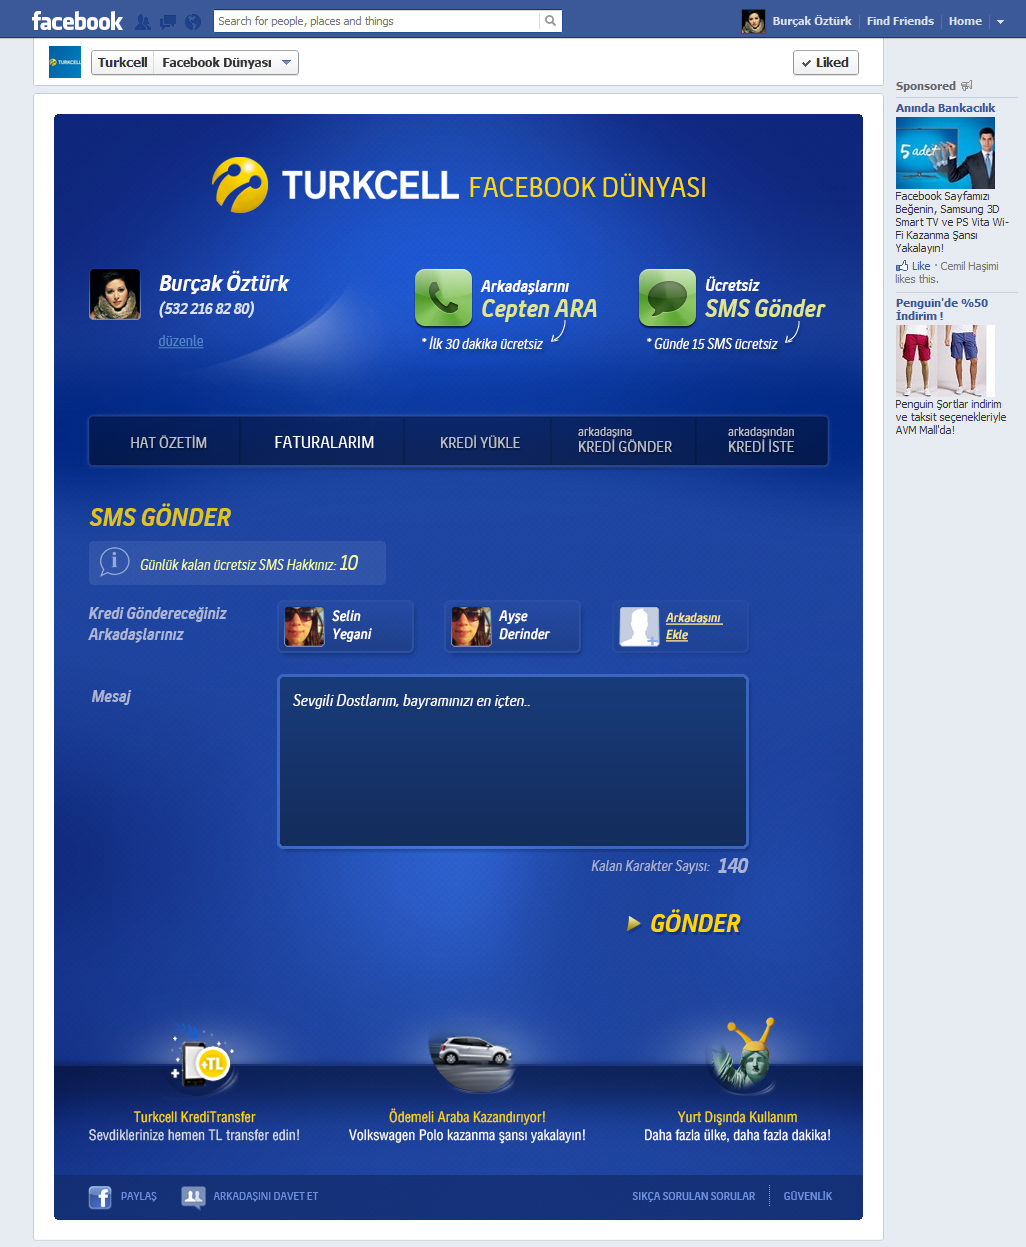 facebook
Search for people, places and things
Burçak Öztürk
Find Friends
Home
TURKCELL
Turkcell
Facebook Dünyası
Liked
Sponsored
Anında Bankacılık
5 adet
Facebook Sayfamızı
Beğenin, Samsung 3D
Smart TV ve PS Vita Wi-
Fi Kazanma Şansı
Yakalayın!
Like · Cemil Haşimi
likes this.
Penguin'de %50
İndirim !
Penguin Şortlar indirim
ve taksit seçenekleriyle
AVM Mall'da!
TURKCELL FACEBOOK DÜNYASI
Burçak Öztürk
(532 216 82 80)
düzenle
Arkadaşlarını
Cepten ARA
* İlk 30 dakika ücretsiz
Ücretsiz
SMS Gönder
* Günde 15 SMS ücretsiz
HAT ÖZETİM
FATURALARIM
KREDİ YÜKLE
arkadaşına
KREDİ GÖNDER
arkadaşından
KREDİ İSTE
SMS GÖNDER
i
Günlük kalan ücretsiz SMS Hakkınız: 10
Kredi Göndereceğiniz
Arkadaşlarınız
Selin
Yegani
Ayşe
Derinder
Arkadaşını
Ekle
Mesaj
Sevgili Dostlarım, bayramınızı en içten..
Kalan Karakter Sayısı: 140
GÖNDER
+TL
Turkcell KrediTransfer
Sevdiklerinize hemen TL transfer edin!
Ödemeli Araba Kazandırıyor!
Volkswagen Polo kazanma şansı yakalayın!
Yurt Dışında Kullanım
Daha fazla ülke, daha fazla dakika!
f
PAYLAŞ
ARKADAŞINI DAVET ET
SIKÇA SORULAN SORULAR
GÜVENLİK